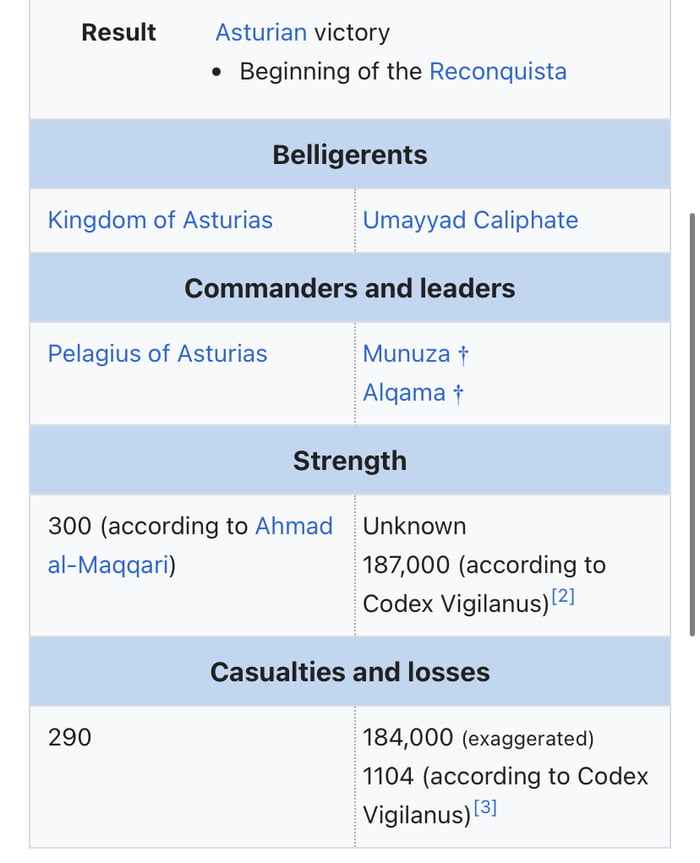 Result
Asturian victory
• Beginning of the Reconquista
Belligerents
Kingdom of Asturias
Umayyad Caliphate
Commanders and leaders
Pelagius of Asturias
Munuza †
Alqama †
Strength
300 (according to Ahmad
al-Maqqari)
Unknown
187,000 (according to
Codex Vigilanus)[2]
Casualties and losses
290
184,000 (exaggerated)
1104 (according to Codex
Vigilanus)[3]